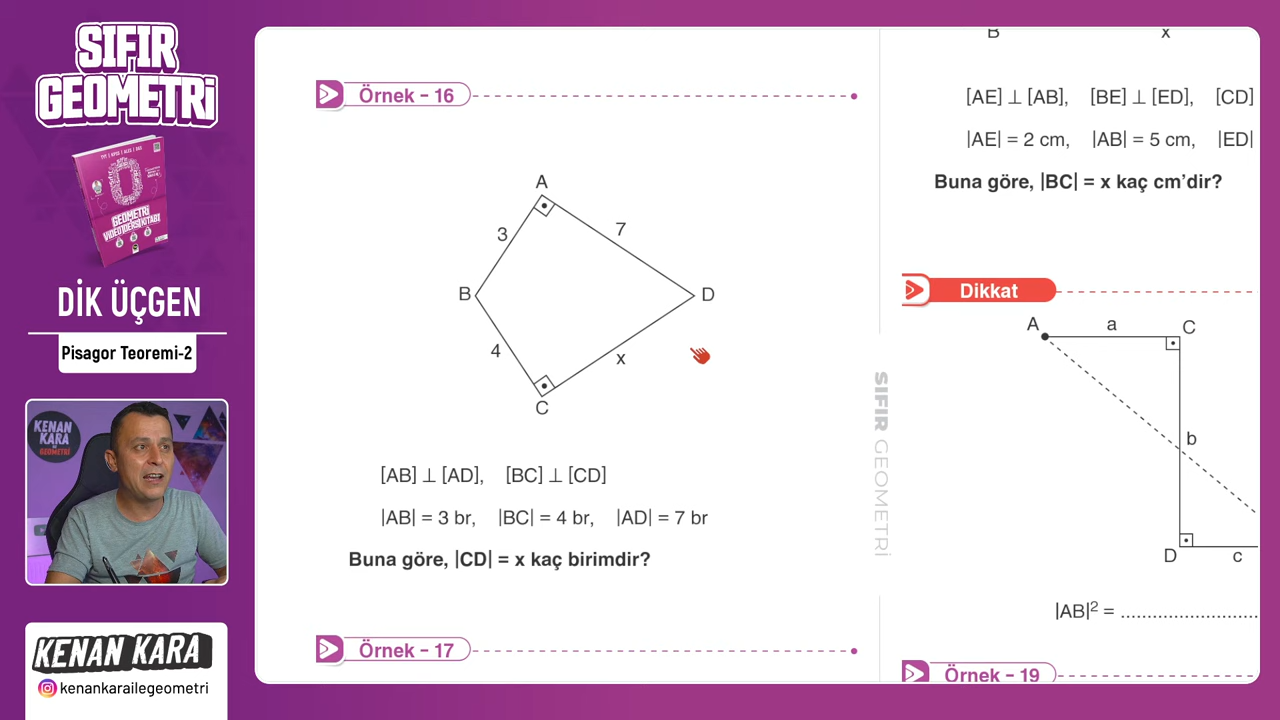 SIFIR
GEOMETRİ
GEOMETRİ
VİDEO DERS KİTABI
DİK ÜÇGEN
Pisagor Teoremi-2
KENAN
KARA
GEOMETRİ
KENAN KARA
kenankarailegeometri
Örnek – 16
A
3
7
B
D
4
x
C
[AB] ⊥ [AD], [BC] ⊥ [CD]
|AB| = 3 br, |BC| = 4 br, |AD| = 7 br
Buna göre, |CD| = x kaç birimdir?
Örnek – 17
SIFIR GEOMETRİ
B x
[AE] ⊥ [AB], [BE] ⊥ [ED], [CD]
|AE| = 2 cm, |AB| = 5 cm, |ED|
Buna göre, |BC| = x kaç cm'dir?
Dikkat
A a C
b
D c
|AB|² = ........................
Örnek – 19